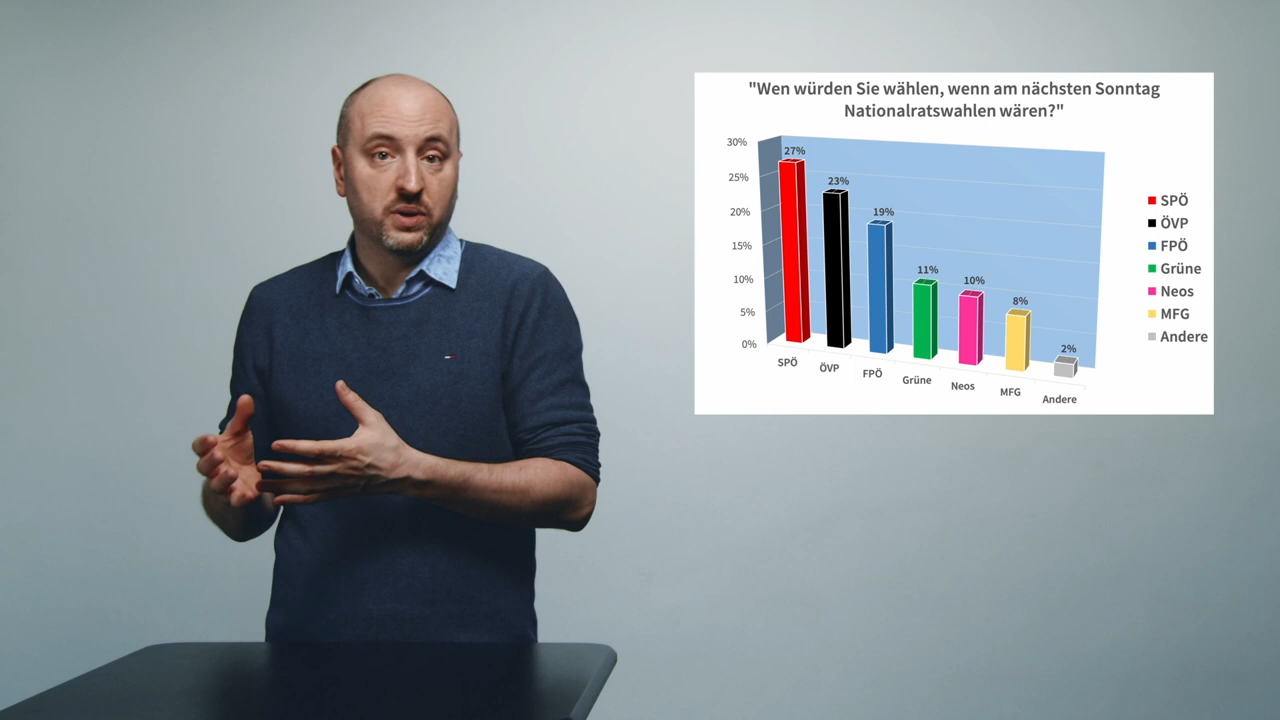 "Wen würden Sie wählen, wenn am nächsten Sonntag
Nationalratswahlen wären?"
30%
25%
20%
15%
10%
5%
0%
27%
23%
19%
11%
10%
8%
2%
SPÖ
ÖVP
FPÖ
Grüne
Neos
MFG
Andere
SPÖ
ÖVP
FPÖ
Grüne
Neos
MFG
Andere